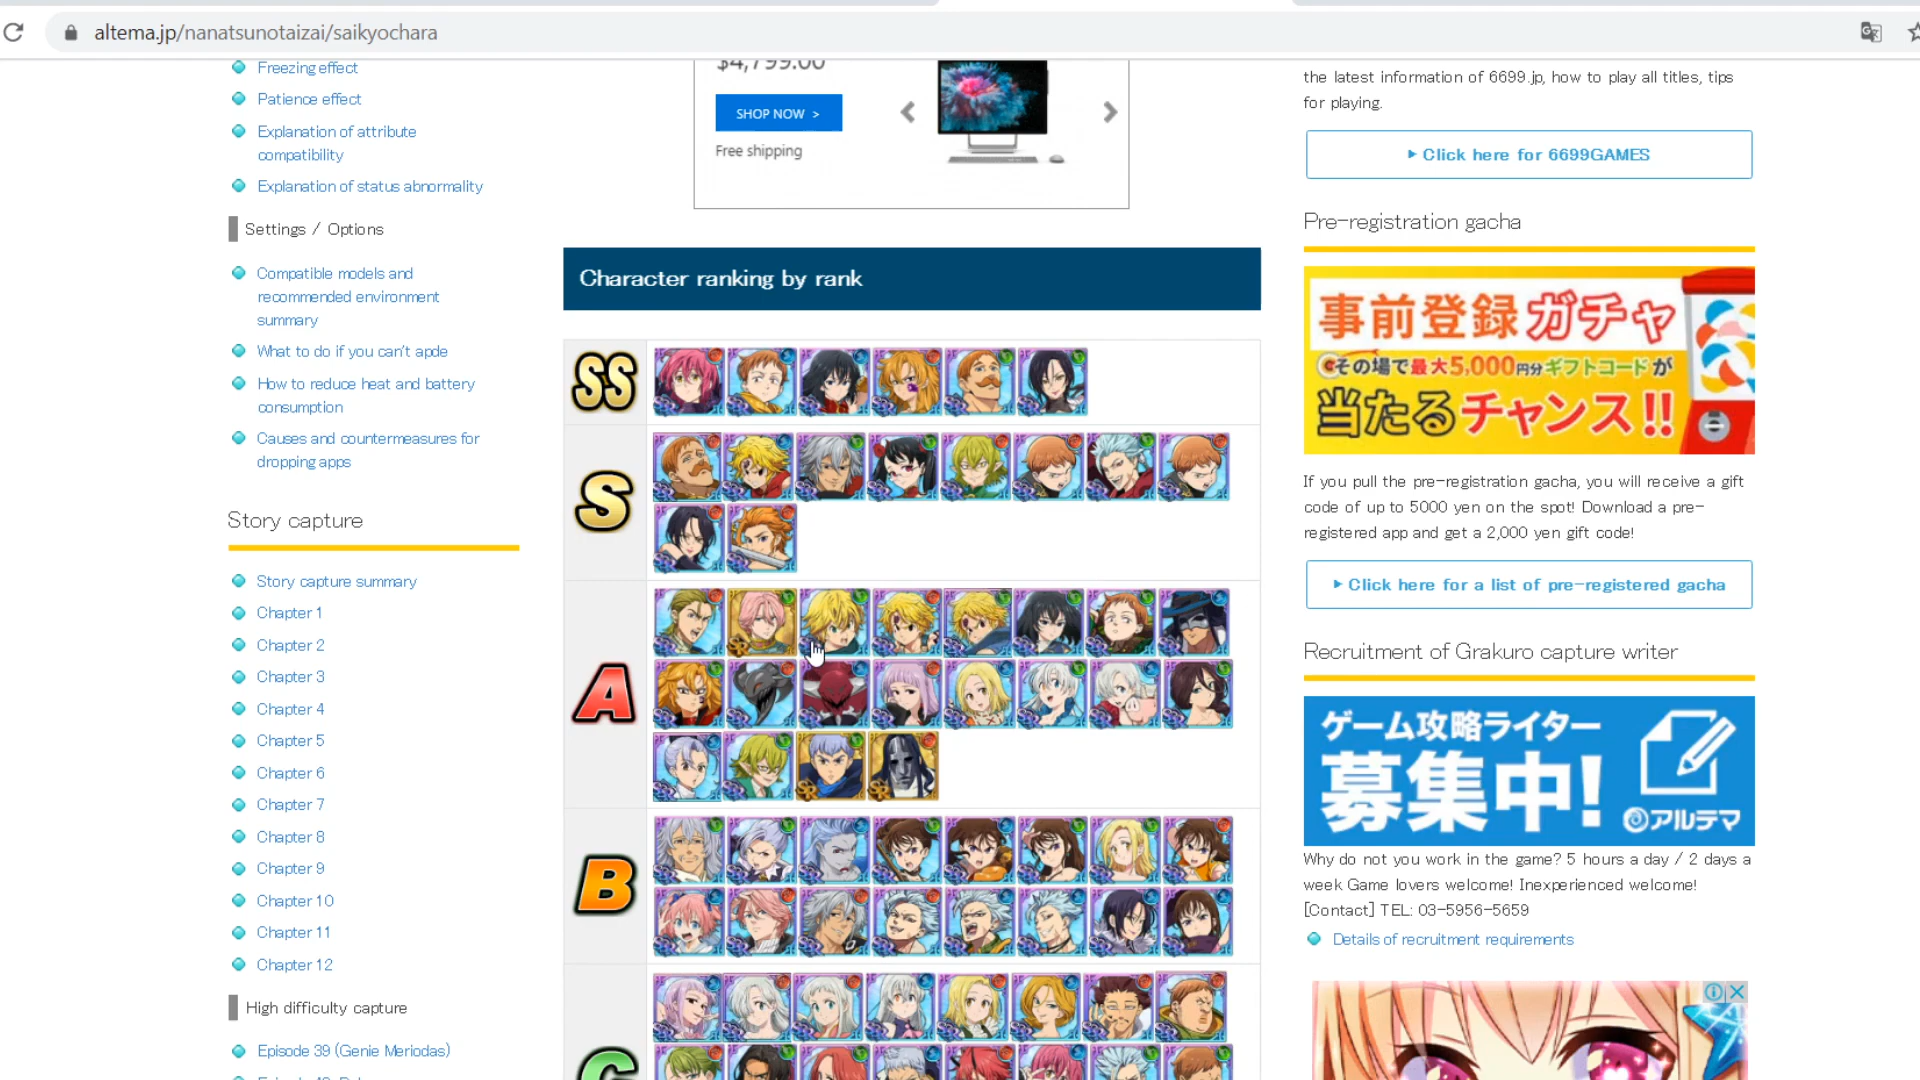 altema.jp/nanatsunotaizai/saikyochara
Freezing effect
Patience effect
Explanation of attribute
compatibility
Explanation of status abnormality
Settings / Options
Compatible models and
recommended environment
summary
What to do if you can't apde
How to reduce heat and battery
consumption
Causes and countermeasures for
dropping apps
Story capture
Story capture summary
Chapter 1
Chapter 2
Chapter 3
Chapter 4
Chapter 5
Chapter 6
Chapter 7
Chapter 8
Chapter 9
Chapter 10
Chapter 11
Chapter 12
High difficulty capture
Episode 39 (Genie Meriodas)
$4,799.00
SHOP NOW >
Free shipping
Character ranking by rank
SS
S
A
B
C
the latest information of 6699.jp, how to play all titles, tips
for playing.
Click here for 6699GAMES
Pre-registration gacha
事前登録ガチャ
その場で最大5,000円分ギフトコードが
当たるチャンス!!
If you pull the pre-registration gacha, you will receive a gift
code of up to 5000 yen on the spot! Download a pre-
registered app and get a 2,000 yen gift code!
Click here for a list of pre-registered gacha
Recruitment of Grakuro capture writer
ゲーム攻略ライター
募集中!
アルテマ
Why do not you work in the game? 5 hours a day / 2 days a
week Game lovers welcome! Inexperienced welcome!
[Contact] TEL: 03-5956-5659
Details of recruitment requirements